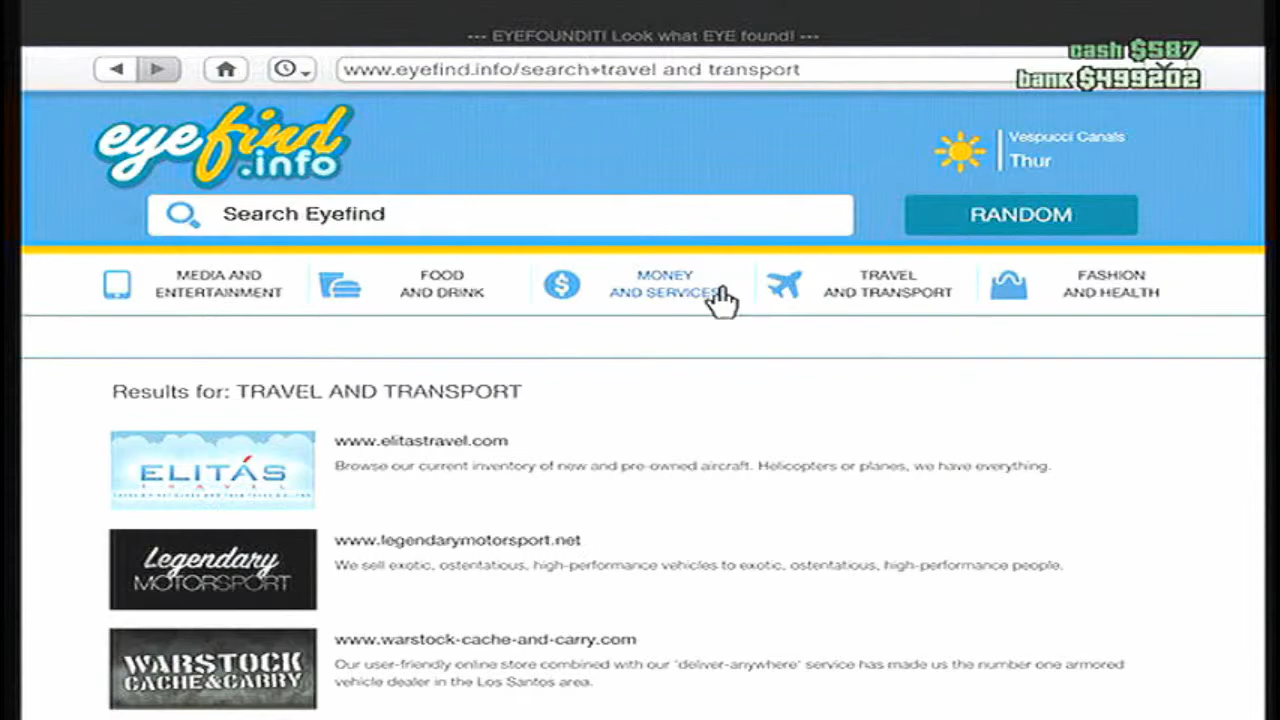 --- EYEFOUNDIT! Look what EYE found! ---
cash $587
www.eyefind.info/search+travel and transport
bank $499202
eyefind
.info
Vespucci Canals
Thur
Search Eyefind
RANDOM
MEDIA AND
ENTERTAINMENT
FOOD
AND DRINK
MONEY
AND SERVICES
TRAVEL
AND TRANSPORT
FASHION
AND HEALTH
Results for: TRAVEL AND TRANSPORT
ELITÁS
TRAVEL
www.elitastravel.com
Browse our current inventory of new and pre-owned aircraft. Helicopters or planes, we have everything.
Legendary
MOTORSPORT
www.legendarymotorsport.net
We sell exotic, ostentatious, high-performance vehicles to exotic, ostentatious, high-performance people.
WARSTOCK
CACHE&CARRY
www.warstock-cache-and-carry.com
Our user-friendly online store combined with our 'deliver-anywhere' service has made us the number one armored
vehicle dealer in the Los Santos area.